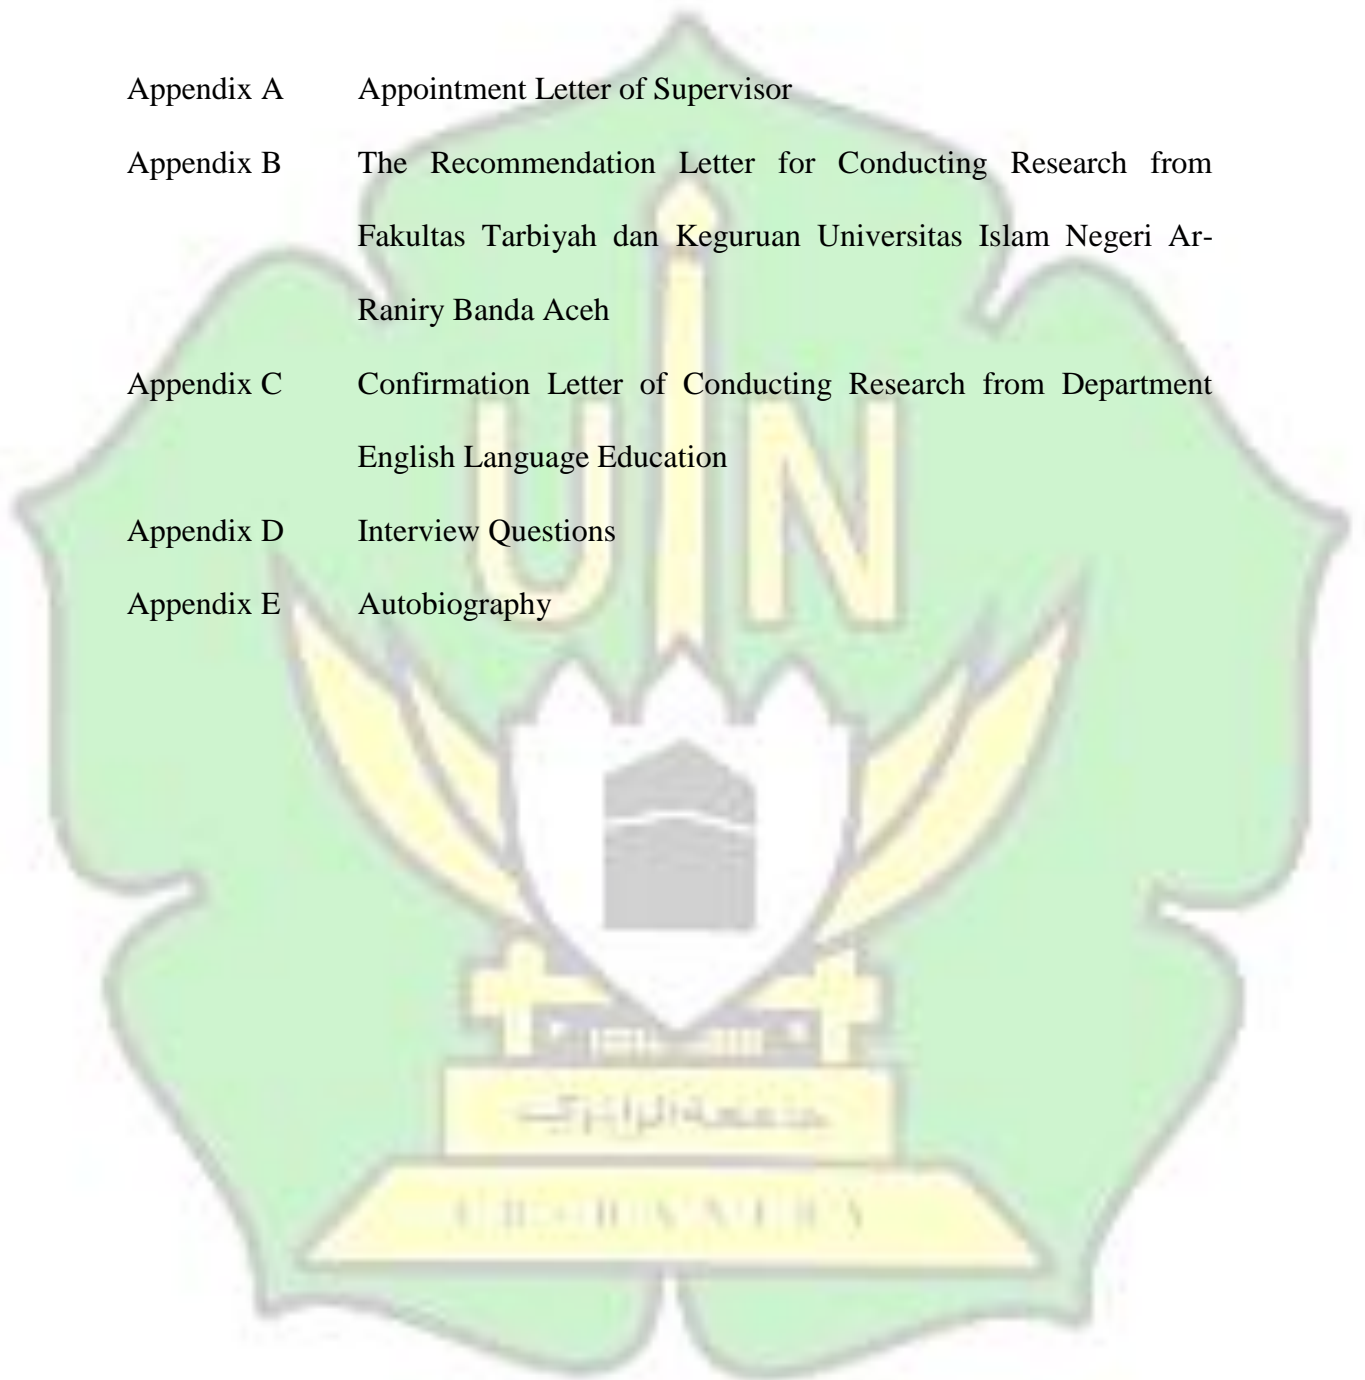 Appendix A Appointment Letter of Supervisor
Appendix B The Recommendation Letter for Conducting Research from
Fakultas Tarbiyah dan Keguruan Universitas Islam Negeri Ar-
Raniry Banda Aceh
Appendix C Confirmation Letter of Conducting Research from Department
English Language Education
Appendix D Interview Questions
Appendix E Autobiography
UIN